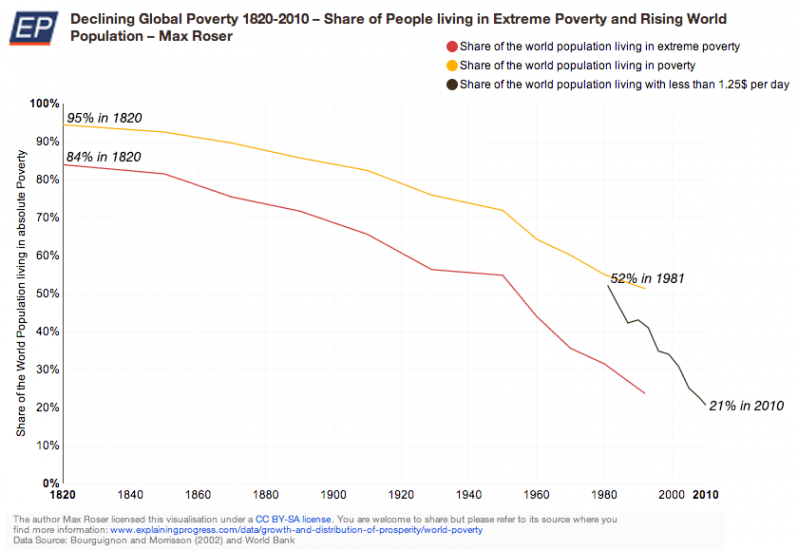 EP
Declining Global Poverty 1820-2010 – Share of People living in Extreme Poverty and Rising World
Population – Max Roser
Share of the world population living in extreme poverty
Share of the world population living in poverty
Share of the world population living with less than 1.25$ per day
Share of the World Population living in absolute Poverty
100%
90%
80%
70%
60%
50%
40%
30%
20%
10%
0%
95% in 1820
84% in 1820
52% in 1981
21% in 2010
1820 1840 1860 1880 1900 1920 1940 1960 1980 2000 2010
The author Max Roser licensed this visualisation under a CC BY-SA license. You are welcome to share but please refer to its source where you
find more information: www.explainingprogress.com/data/growth-and-distribution-of-prosperity/world-poverty
Data Source: Bourguignon and Morrisson (2002) and World Bank